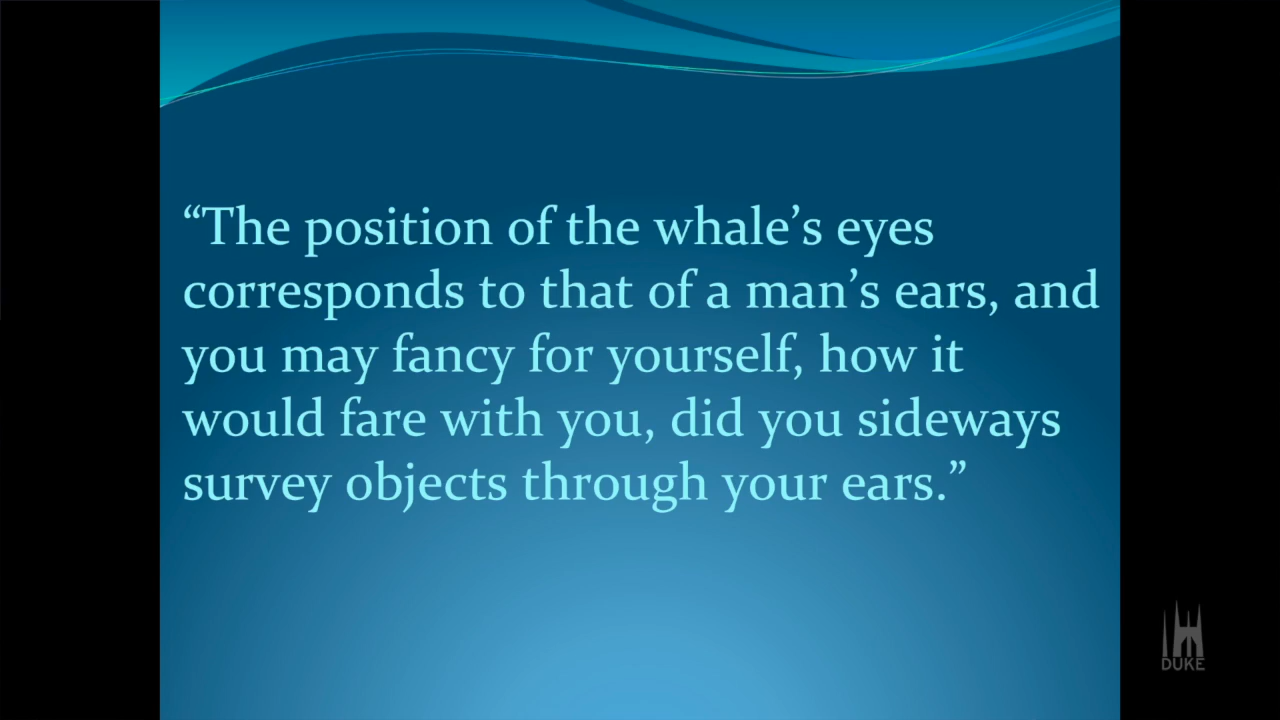 “The position of the whale’s eyes
corresponds to that of a man’s ears, and
you may fancy for yourself, how it
would fare with you, did you sideways
survey objects through your ears.”
DUKE